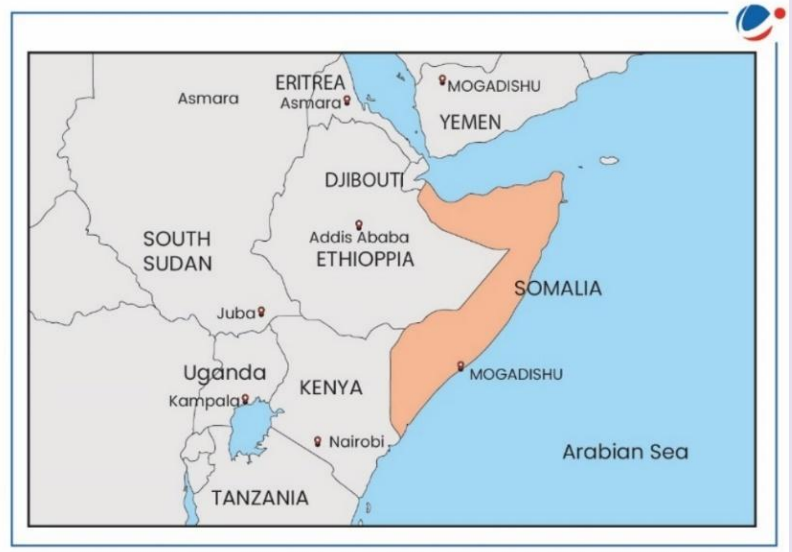 ERITREA
Asmara
Asmara
MOGADISHU
YEMEN
DJIBOUTI
Addis Ababa
ETHIOPPIA
SOUTH
SUDAN
SOMALIA
Juba
Uganda
Kampala
KENYA
MOGADISHU
Nairobi
Arabian Sea
TANZANIA